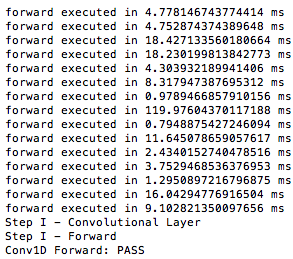 forward executed in 4.778146743774414 ms
forward executed in 4.752874374389648 ms
forward executed in 18.427133560180664 ms
forward executed in 18.230199813842773 ms
forward executed in 4.303932189941406 ms
forward executed in 8.317947387695312 ms
forward executed in 0.978946685791016 ms
forward executed in 119.97604370117188 ms
forward executed in 0.7948875427246094 ms
forward executed in 11.645078659057617 ms
forward executed in 2.4340152740478516 ms
forward executed in 3.7529468536376953 ms
forward executed in 1.2950897216796875 ms
forward executed in 16.04294776916504 ms
forward executed in 9.102821350097656 ms
Step I - Convolutional Layer
Step I - Forward
Conv1D Forward: PASS